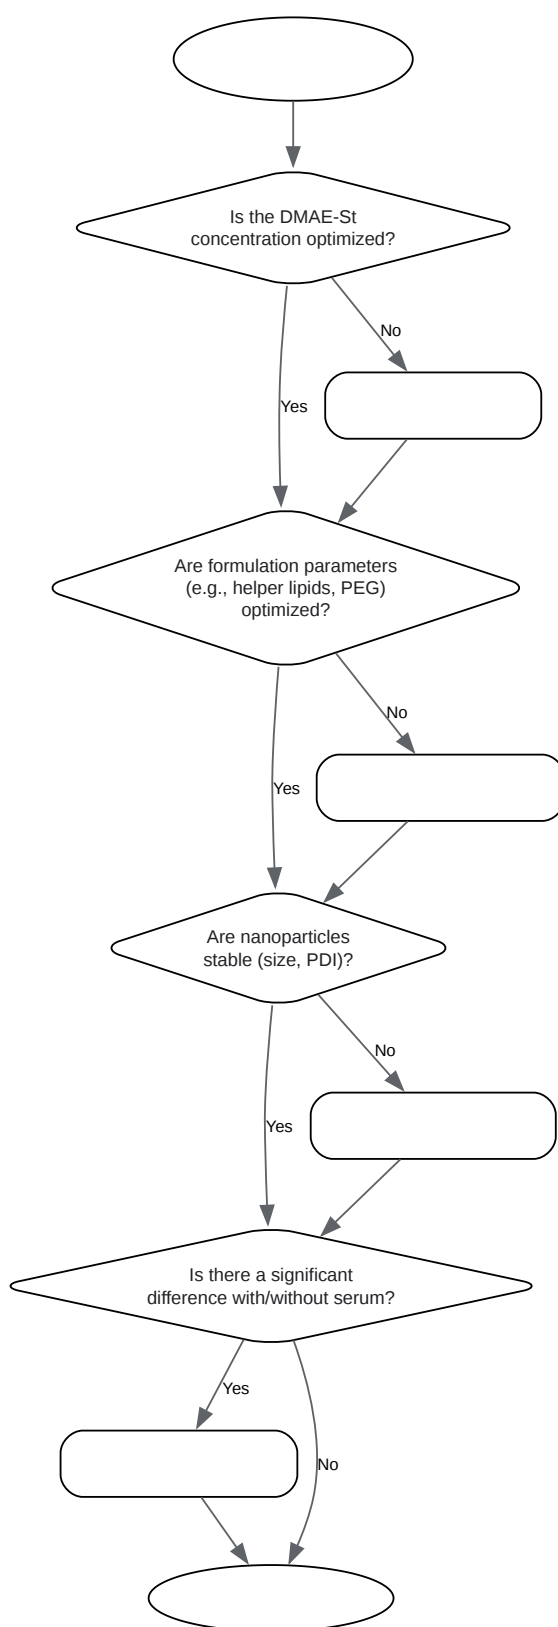 Is the DMAE-St
concentration optimized?
No
Yes
Are formulation parameters
(e.g., helper lipids, PEG)
optimized?
No
Yes
Are nanoparticles
stable (size, PDI)?
No
Yes
Is there a significant
difference with/without serum?
Yes
No